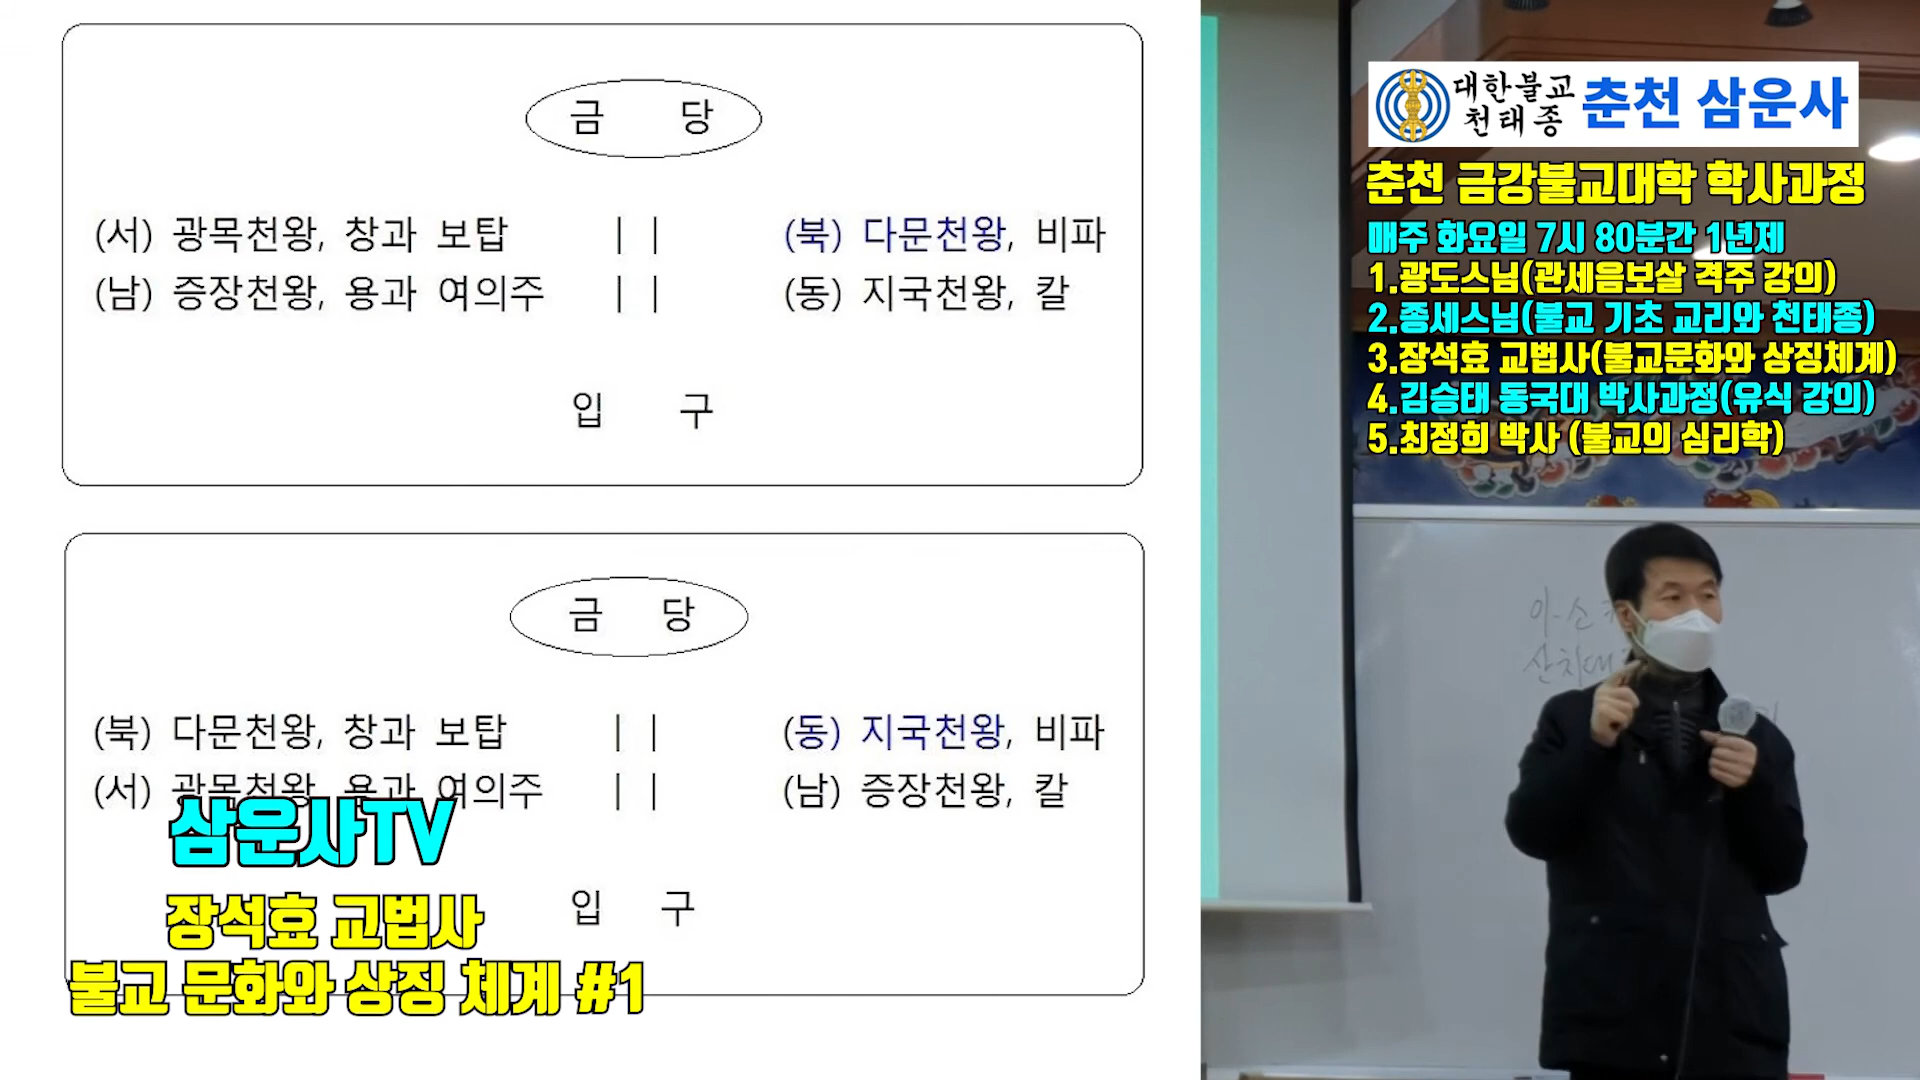 금 당
(서) 광목천왕, 창과 보탑 | | (북) 다문천왕, 비파
(남) 증장천왕, 용과 여의주 | | (동) 지국천왕, 칼
입 구
금 당
(북) 다문천왕, 창과 보탑 | | (동) 지국천왕, 비파
(서) 광목천왕, 용과 여의주 | | (남) 증장천왕, 칼
입 구
삼운사TV
장석효 교법사
불교 문화와 상징 체계 #1
대한불교
천태종
춘천 삼운사
춘천 금강불교대학 학사과정
매주 화요일 7시 80분간 1년제
1.광도스님(관세음보살 격주 강의)
2.종세스님(불교 기초 교리와 천태종)
3.장석효 교법사(불교문화와 상징체계)
4.김승태 동국대 박사과정(유식 강의)
5.최정희 박사 (불교의 심리학)
아소
산치대